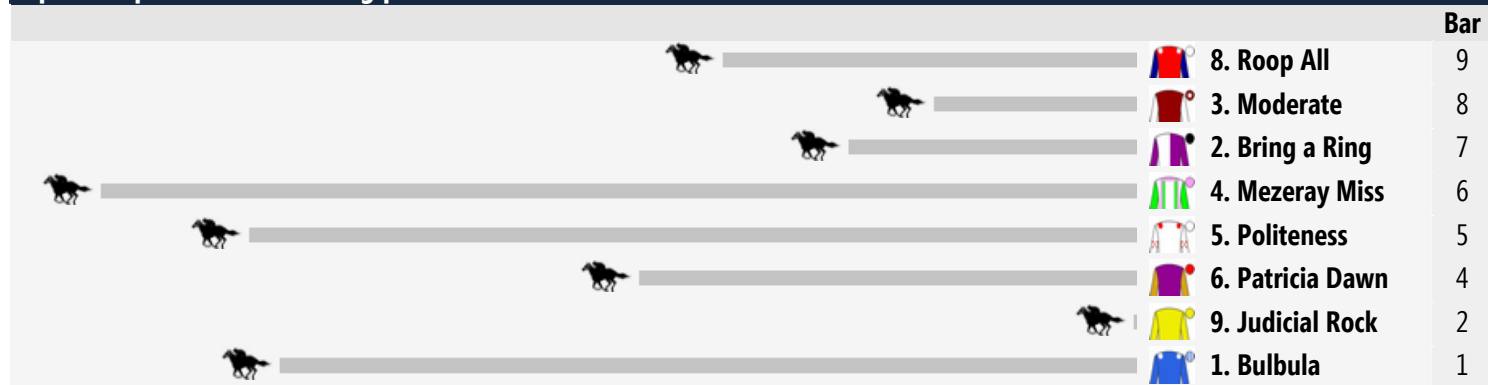 Bar
8. Roop All 9
3. Moderate 8
2. Bring a Ring 7
4. Mezeray Miss 6
5. Politeness 5
6. Patricia Dawn 4
9. Judicial Rock 2
1. Bulbula 1